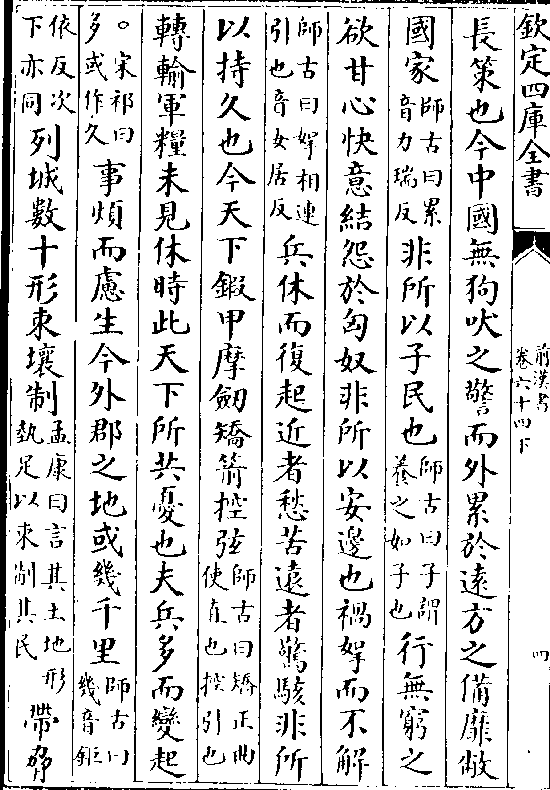 欽定四庫全書
前漢書
卷六十四下
四
長策也今中國無狗吠之警而外累於遠方之備靡敝
國家師古曰累音力瑞反非所以子民也師古曰子謂養之如子也行無窮之
欲甘心快意結怨於匈奴非所以安邊也禍挐而不解
師古曰挐相連引也音女居反兵休而復起近者愁苦逺者驚駭非所
以持久也今天下鍛甲摩劒矯箭控弦師古曰矯正曲使直也控引也
轉輸軍糧未見休時此天下所共憂也夫兵多而變起
○宋祁曰多或作久事煩而慮生今外郡之地或幾千里師古曰幾音鉅
依反次下亦同列城數十形束壤制孟康曰言其土地形埶足以束制其民帶脅